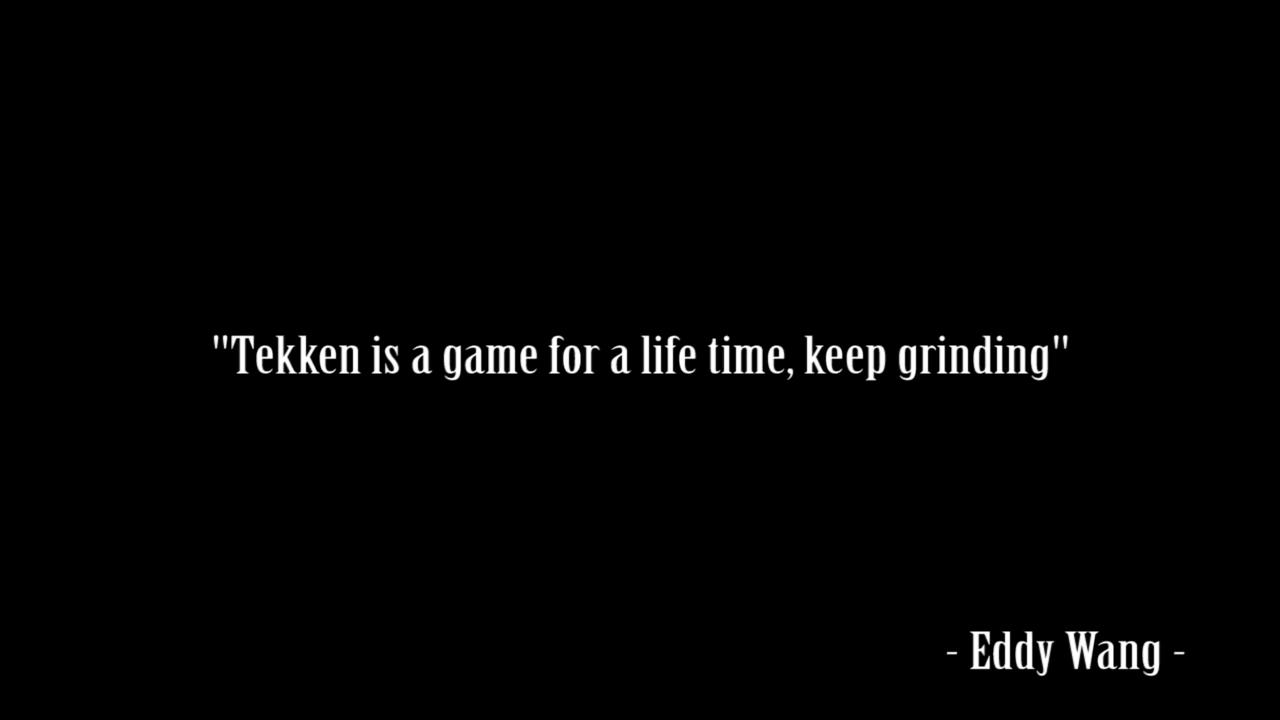 "Tekken is a game for a life time, keep grinding"
- Eddy Wang -